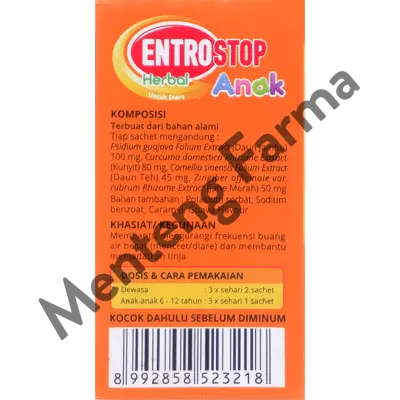 ENTROSTOP
Herbal Anak
Untuk Diare
KOMPOSISI
Terbuat dari bahan alami
Tiap sachet mengandung :
Psidium guajava Folium Extract (Daun Jambu)
100 mg, Curcuma domestica Rhizome Extract
(Kunyit) 80 mg, Camellia sinensis Folium Extract
(Daun Teh) 45 mg, Zingiber officinale var.
rubrum Rhizome Extract (Jahe Merah) 50 mg
Bahan tambahan : Potassium sorbat, Sodium
benzoat, Caramel, Guava flavour
KHASIAT/ KEGUNAAN
Membantu mengurangi frekuensi buang
air besar (mencret/diare) dan membantu
memadatkan tinja
DOSIS & CARA PEMAKAIAN
Dewasa : 3 x sehari 2 sachet
Anak-anak 6 - 12 tahun : 3 x sehari 1 sachet
KOCOK DAHULU SEBELUM DIMINUM
8 992858 523218
Menteng Farma